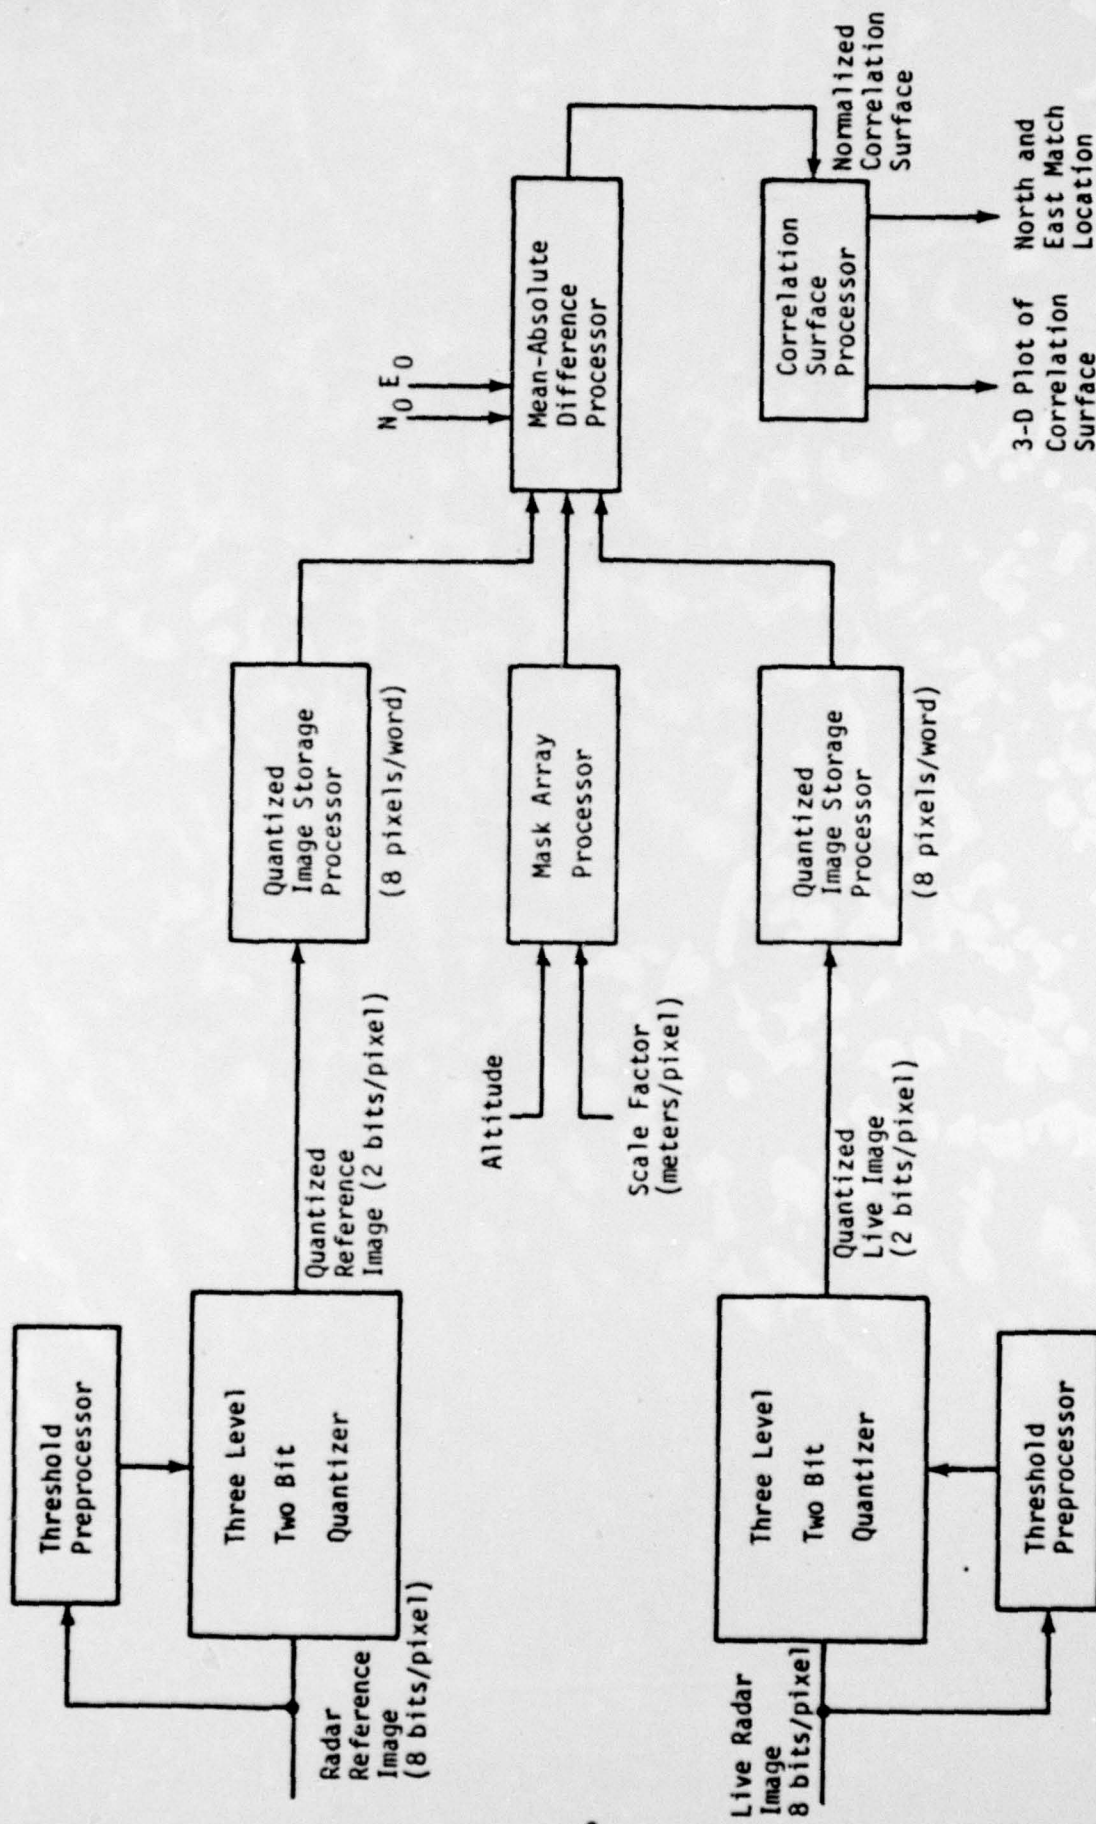 Threshold
Preprocessor
Three Level
Two Bit
Quantizer
Radar
Reference
Image
(8 bits/pixel)
Quantized
Reference
Image (2 bits/pixel)
Quantized
Image Storage
Processor
(8 pixels/word)
Altitude
Scale Factor
(meters/pixel)
Mask Array
Processor
N0 E0
Mean-Absolute
Difference
Processor
Live Radar
Image
8 bits/pixel
Three Level
Two Bit
Quantizer
Threshold
Preprocessor
Quantized
Live Image
(2 bits/pixel)
Quantized
Image Storage
Processor
(8 pixels/word)
Normalized
Correlation
Surface
Correlation
Surface
Processor
3-D Plot of
Correlation
Surface
North and
East Match
Location